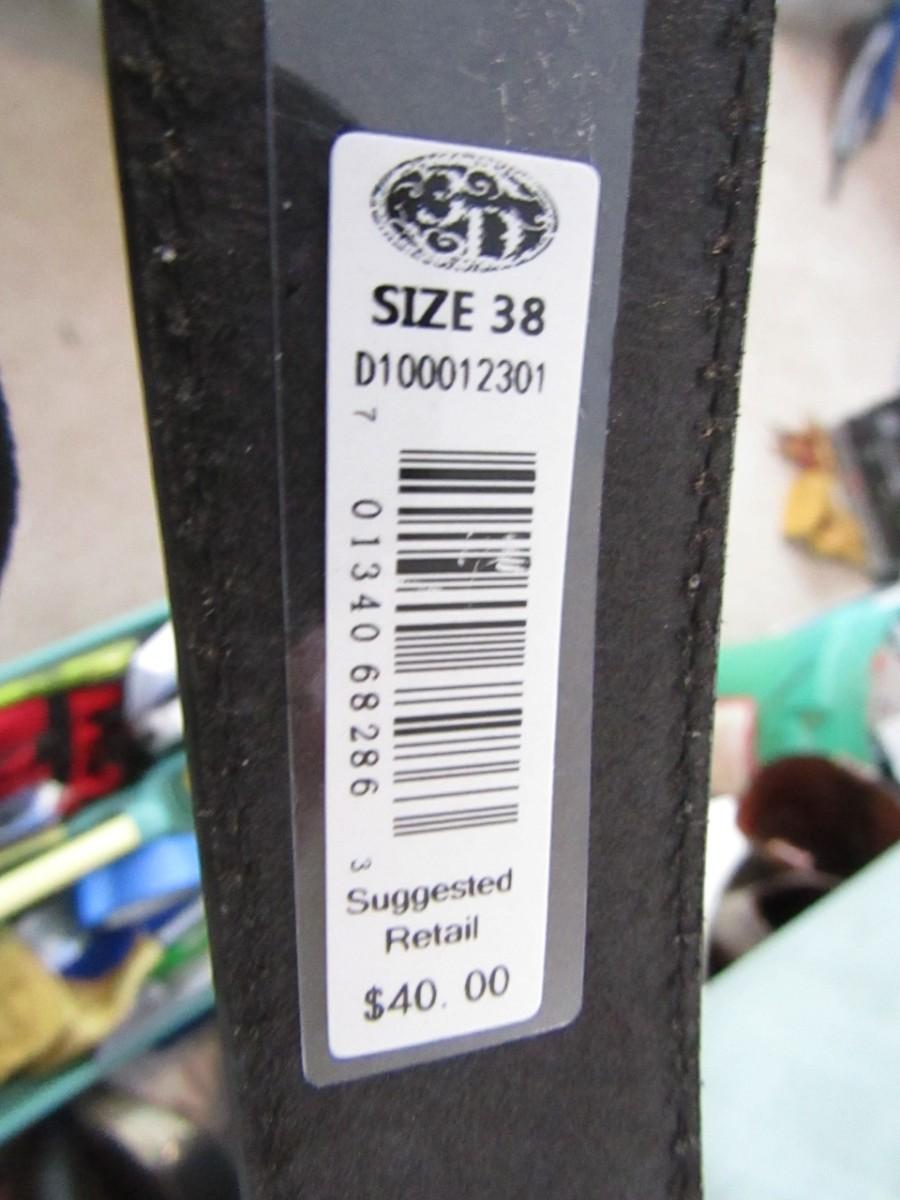 D
SIZE 38
D100012301
7 01340 68286 3
Suggested
Retail
$40.00